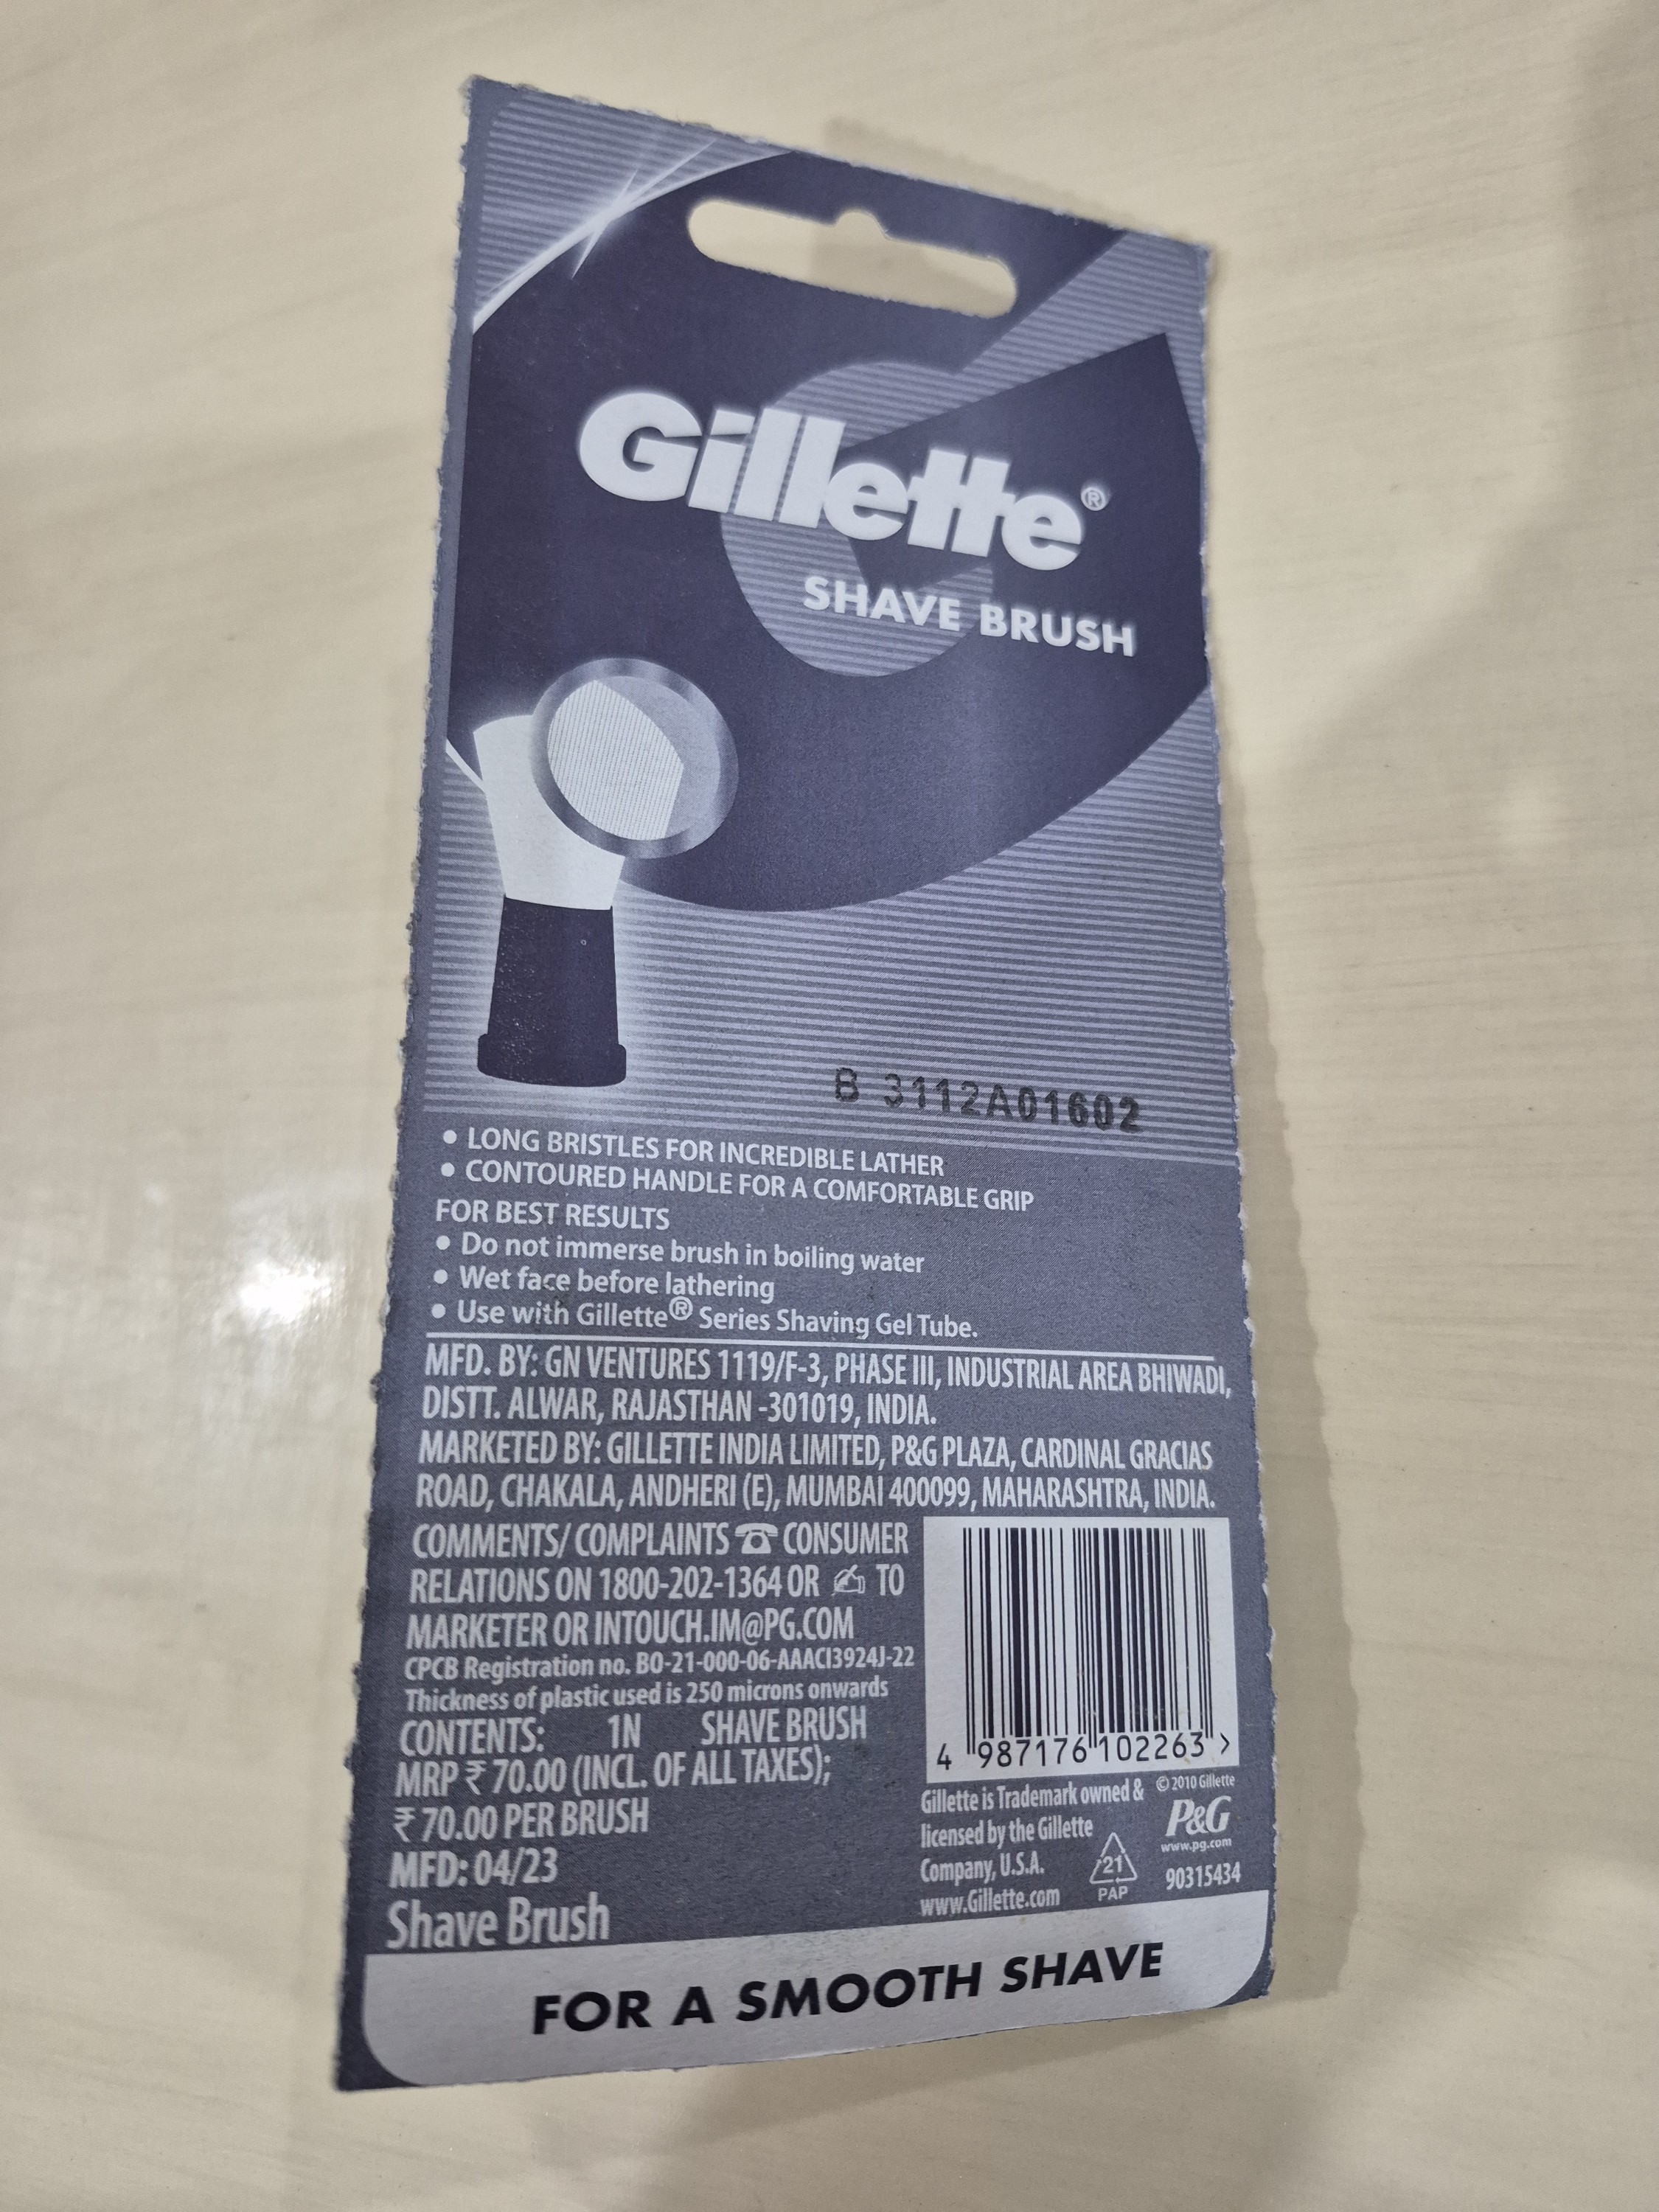 Gillette®
SHAVE BRUSH
B 3112A01602
• LONG BRISTLES FOR INCREDIBLE LATHER
• CONTOURED HANDLE FOR A COMFORTABLE GRIP
FOR BEST RESULTS
• Do not immerse brush in boiling water
• Wet face before lathering
• Use with Gillette® Series Shaving Gel Tube.
MFD. BY: GN VENTURES 1119/F-3, PHASE III, INDUSTRIAL AREA BHIWADI,
DISTT. ALWAR, RAJASTHAN -301019, INDIA.
MARKETED BY: GILLETTE INDIA LIMITED, P&G PLAZA, CARDINAL GRACIAS
ROAD, CHAKALA, ANDHERI (E), MUMBAI 400099, MAHARASHTRA, INDIA.
COMMENTS/ COMPLAINTS ☎ CONSUMER
RELATIONS ON 1800-202-1364 OR ✍ TO
MARKETER OR INTOUCH.IM@PG.COM
CPCB Registration no. BO-21-000-06-AAACI3924J-22
Thickness of plastic used is 250 microns onwards
CONTENTS: 1N SHAVE BRUSH
MRP ₹ 70.00 (INCL. OF ALL TAXES);
₹ 70.00 PER BRUSH
MFD: 04/23
Shave Brush
4 987176 102263 >
Gillette is Trademark owned &
licensed by the Gillette
Company, U.S.A.
www.Gillette.com
© 2010 Gillette
P&G
www.pg.com
21
PAP
90315434
FOR A SMOOTH SHAVE